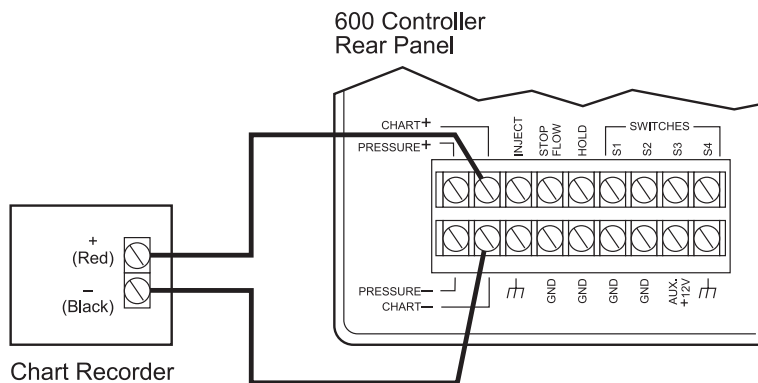 600 Controller
Rear Panel
CHART+
PRESSURE+
INJECT
STOP
FLOW
HOLD
SWITCHES
S1
S2
S3
S4
+
(Red)
–
(Black)
Chart Recorder
PRESSURE–
CHART–
GND
GND
GND
GND
AUX.
+12V